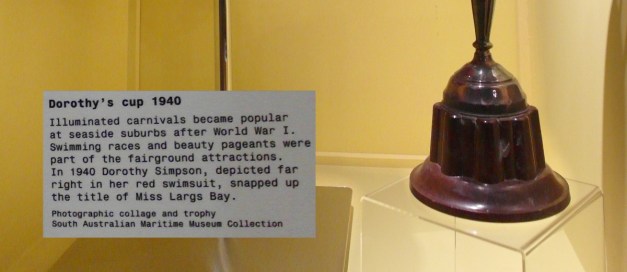 Dorothy's cup 1940
Illuminated carnivals became popular
at seaside suburbs after World War I.
Swimming races and beauty pageants were
part of the fairground attractions.
In 1940 Dorothy Simpson, depicted far
right in her red swimsuit, snapped up
the title of Miss Largs Bay.
Photographic collage and trophy
South Australian Maritime Museum Collection